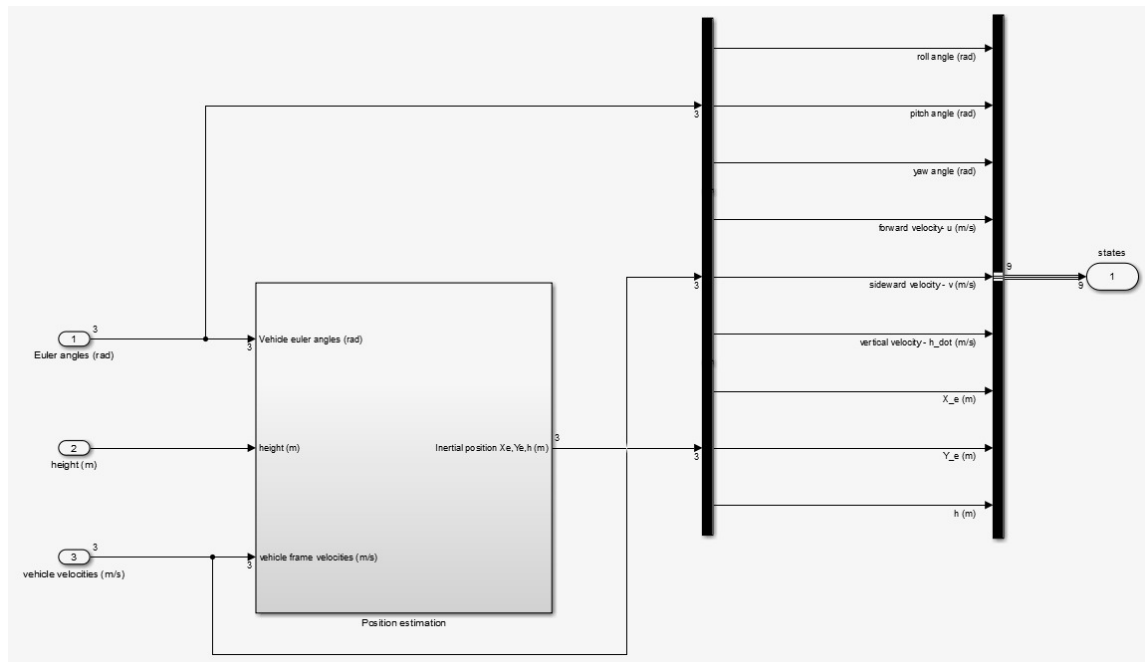 roll angle (rad)
3
pitch angle (rad)
yaw angle (rad)
forward velocity- u (m/s)
states
9
1
3
sideward velocity - v (m/s)
9
3
1
Vehicle euler angles (rad)
3
Euler angles (rad)
vertical velocity - h_dot (m/s)
X_e (m)
3
2
height (m)
Inertial position Xe,Ye,h (m)
3
Y_e (m)
height (m)
h (m)
3
3
vehicle frame velocities (m/s)
3
vehicle velocities (m/s)
Position estimation